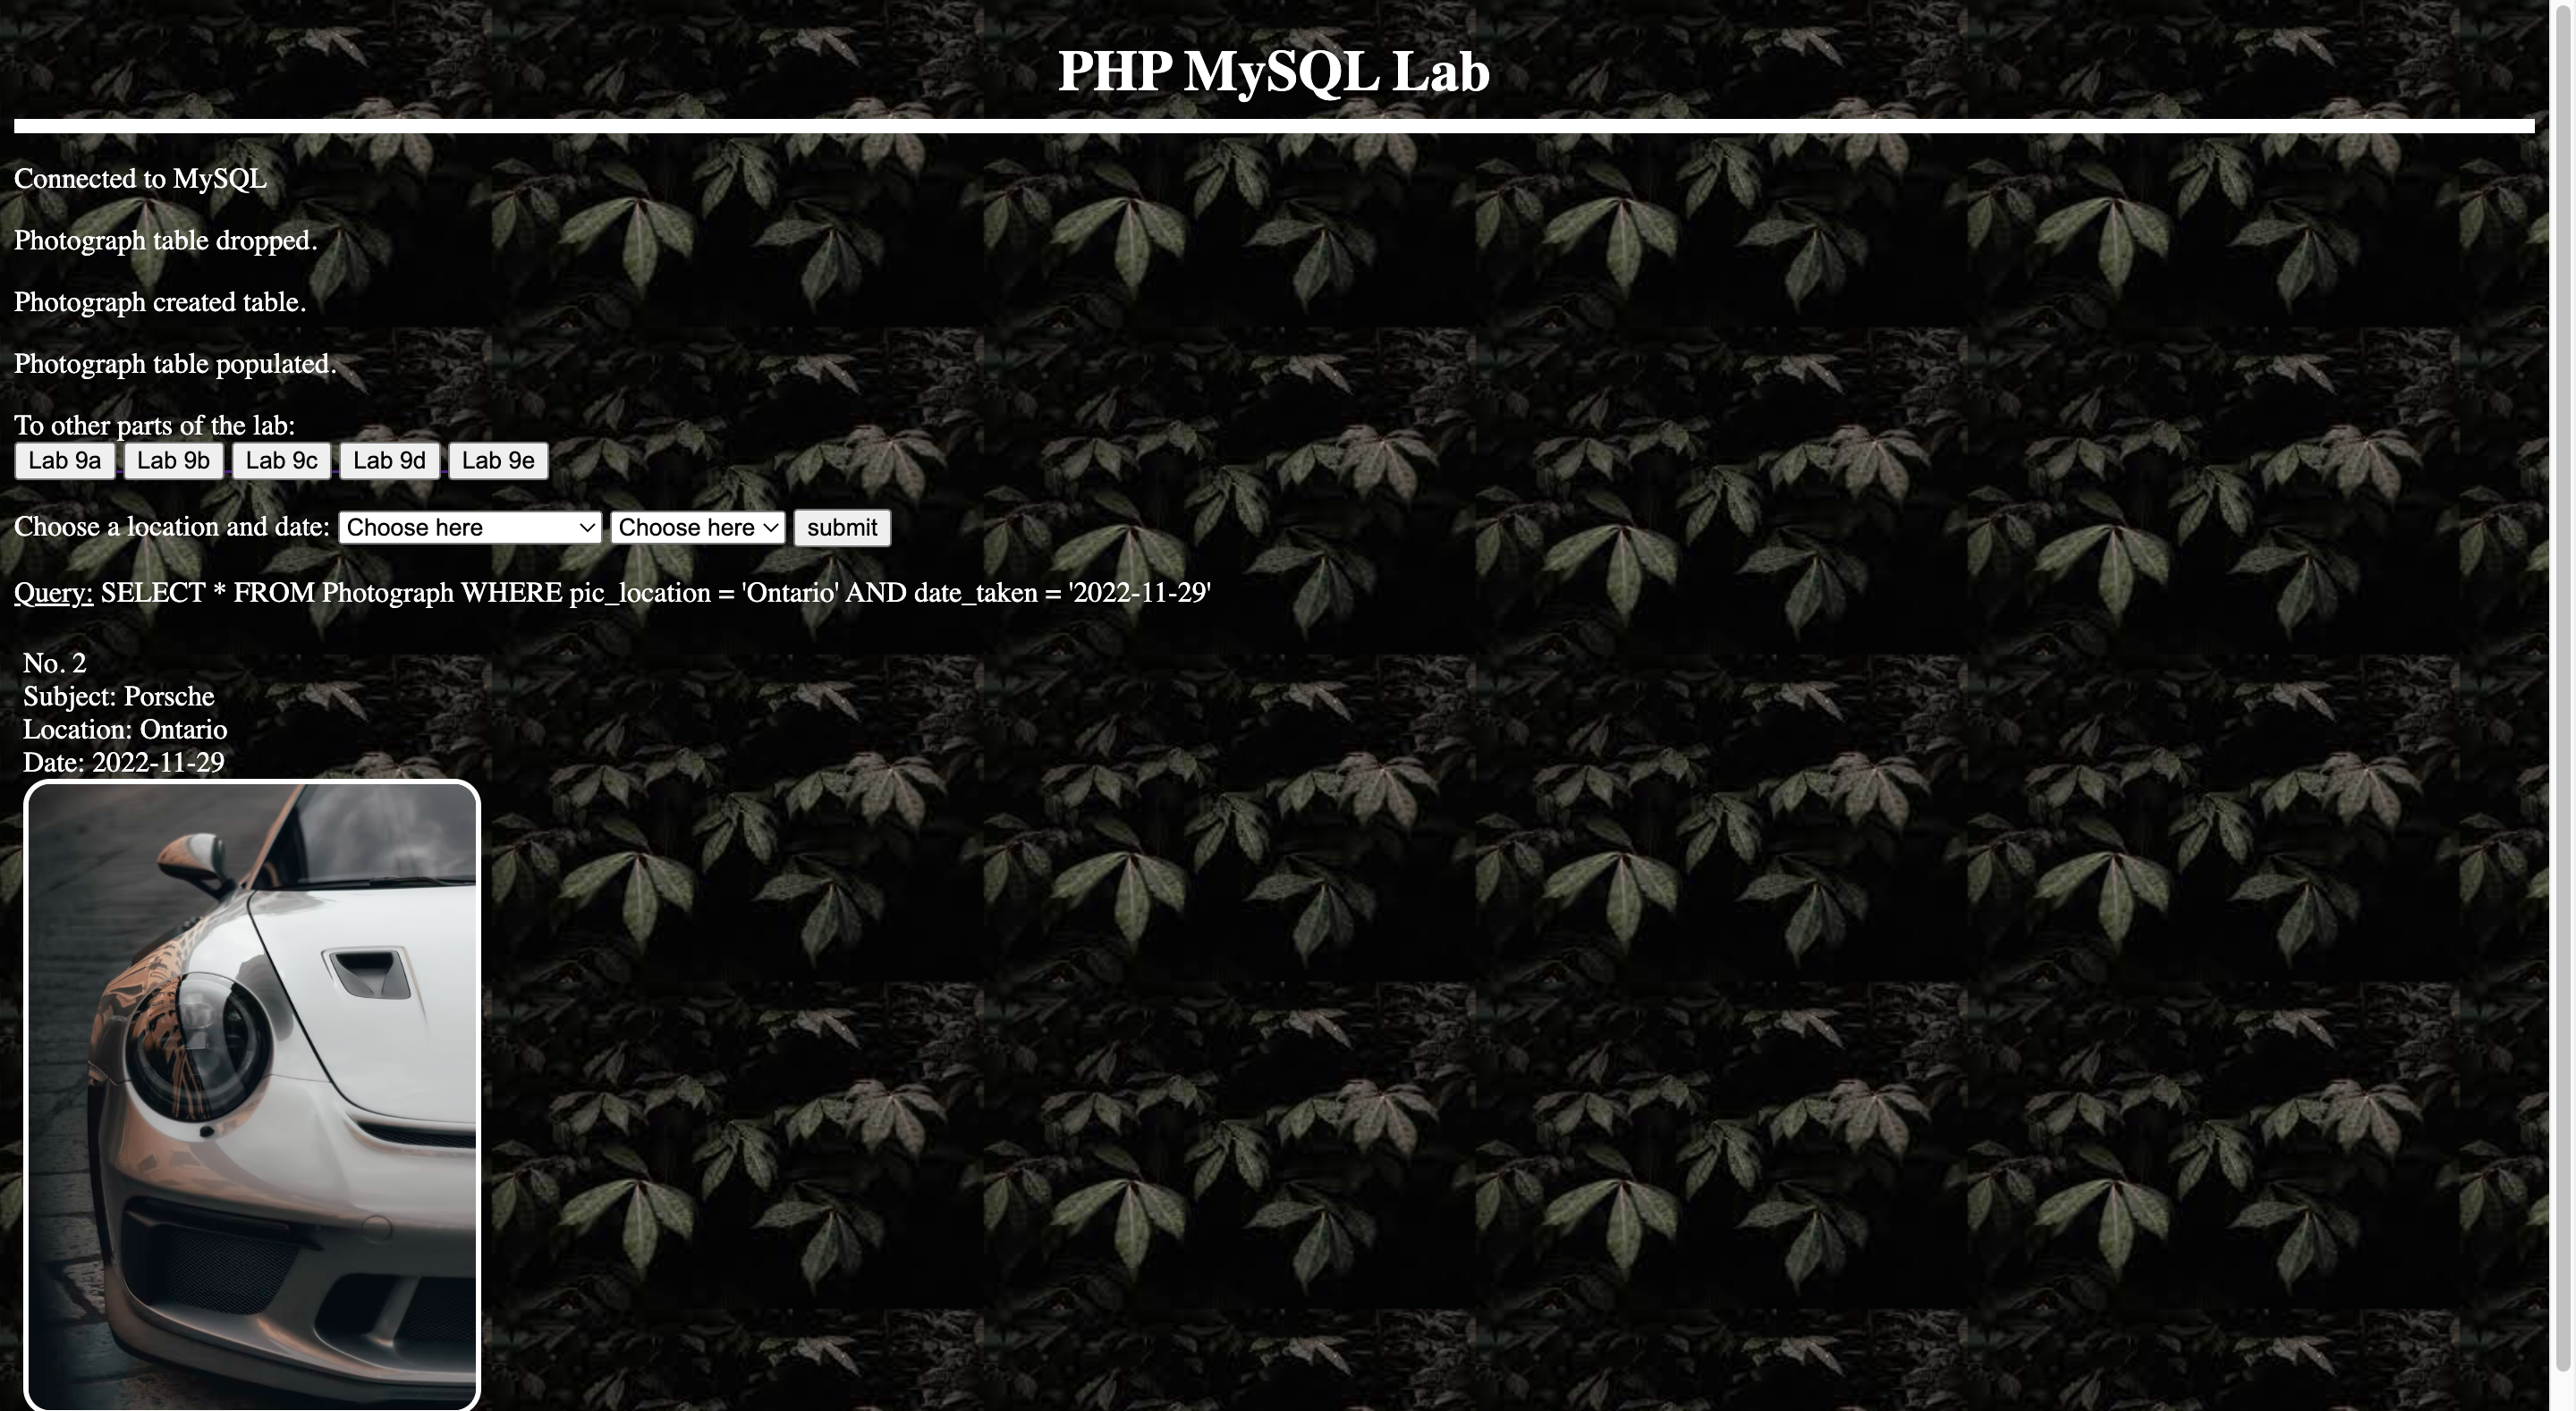 PHP MySQL Lab
Connected to MySQL
Photograph table dropped.
Photograph created table.
Photograph table populated.
To other parts of the lab:
Lab 9a Lab 9b Lab 9c Lab 9d Lab 9e
Choose a location and date: Choose here Choose here submit
Query: SELECT * FROM Photograph WHERE pic_location = 'Ontario' AND date_taken = '2022-11-29'
No. 2
Subject: Porsche
Location: Ontario
Date: 2022-11-29